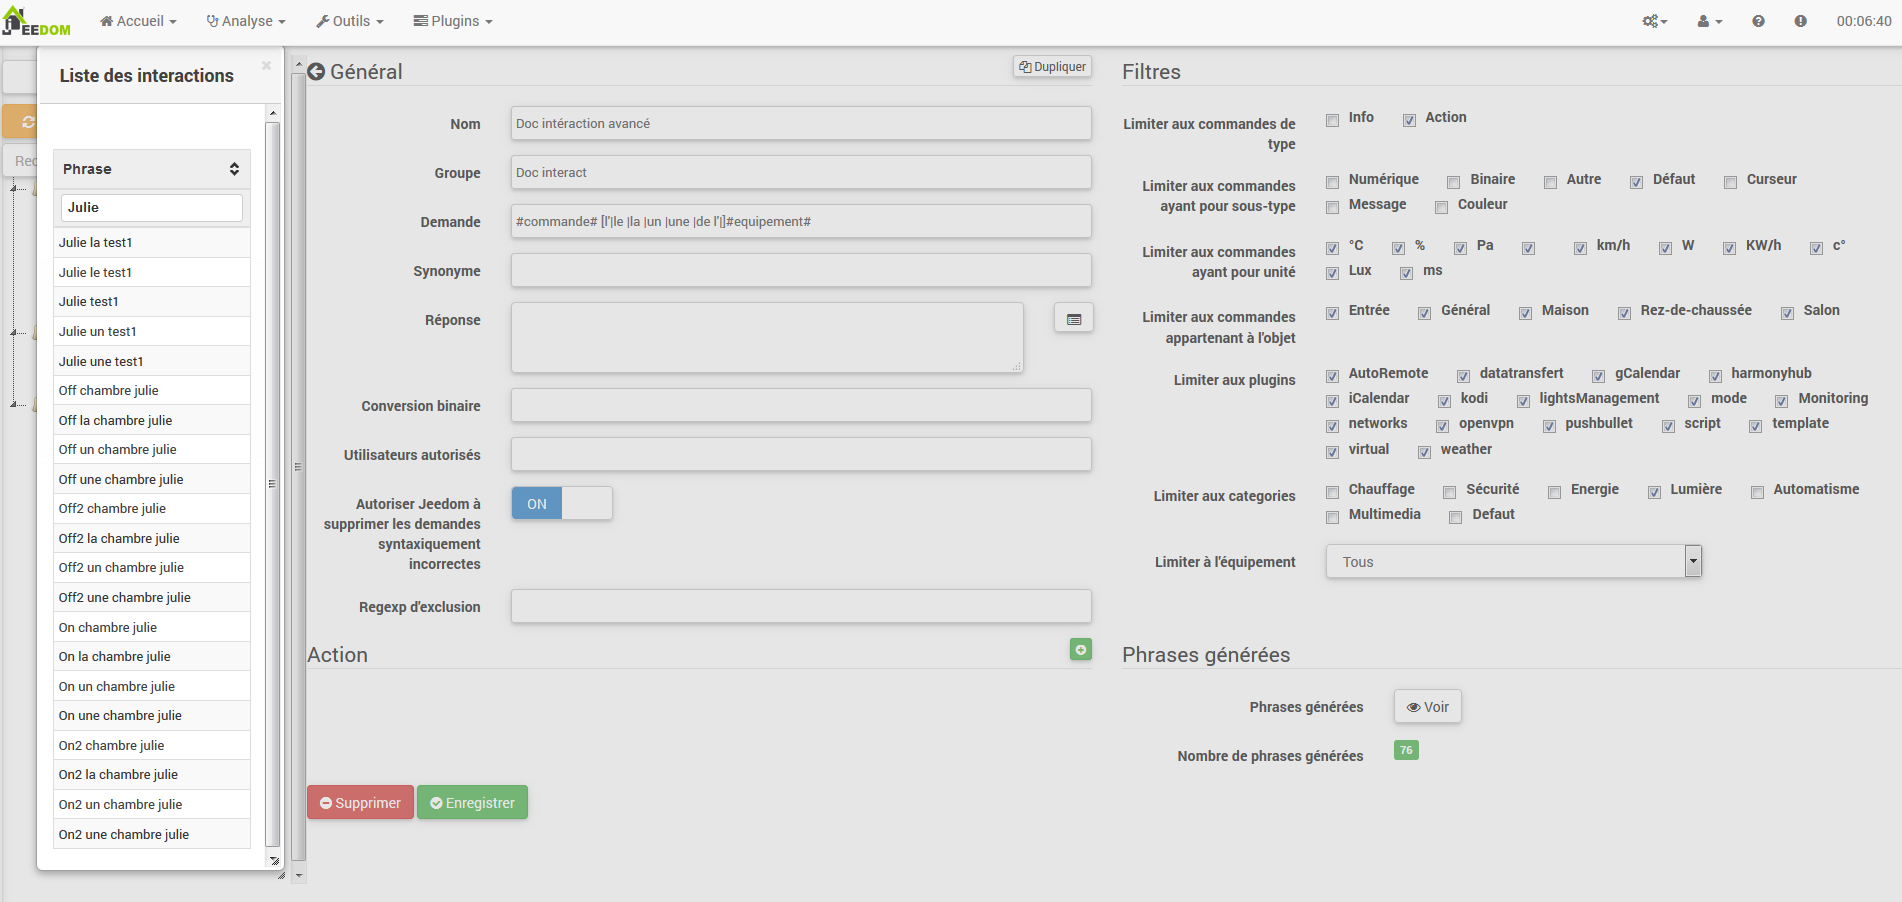 JEEDOM Accueil Analyse Outils Plugins 00:06:40
Liste des interactions ×
Rec
Phrase
Julie
Julie la test1
Julie le test1
Julie test1
Julie un test1
Julie une test1
Off chambre julie
Off la chambre julie
Off un chambre julie
Off une chambre julie
Off2 chambre julie
Off2 la chambre julie
Off2 un chambre julie
Off2 une chambre julie
On chambre julie
On la chambre julie
On un chambre julie
On une chambre julie
On2 chambre julie
On2 la chambre julie
On2 un chambre julie
On2 une chambre julie
Général
Dupliquer
Nom Doc intéraction avancé
Groupe Doc interact
Demande #commande# [l'|le |la |un |une |de l'|]#equipement#
Synonyme
Réponse
Conversion binaire
Utilisateurs autorisés
Autoriser Jeedom à ON
supprimer les demandes
syntaxiquement
incorrectes
Regexp d'exclusion
Action
Supprimer Enregistrer
Filtres
Limiter aux commandes de Info Action
type
Limiter aux commandes Numérique Binaire Autre Défaut Curseur
ayant pour sous-type Message Couleur
Limiter aux commandes °C % Pa km/h W KW/h c°
ayant pour unité Lux ms
Limiter aux commandes Entrée Général Maison Rez-de-chaussée Salon
appartenant à l'objet
Limiter aux plugins AutoRemote datatransfert gCalendar harmonyhub
iCalendar kodi lightsManagement mode Monitoring
networks openvpn pushbullet script template
virtual weather
Limiter aux categories Chauffage Sécurité Energie Lumière Automatisme
Multimedia Defaut
Limiter à l'équipement Tous
Phrases générées
Phrases générées Voir
Nombre de phrases générées 76